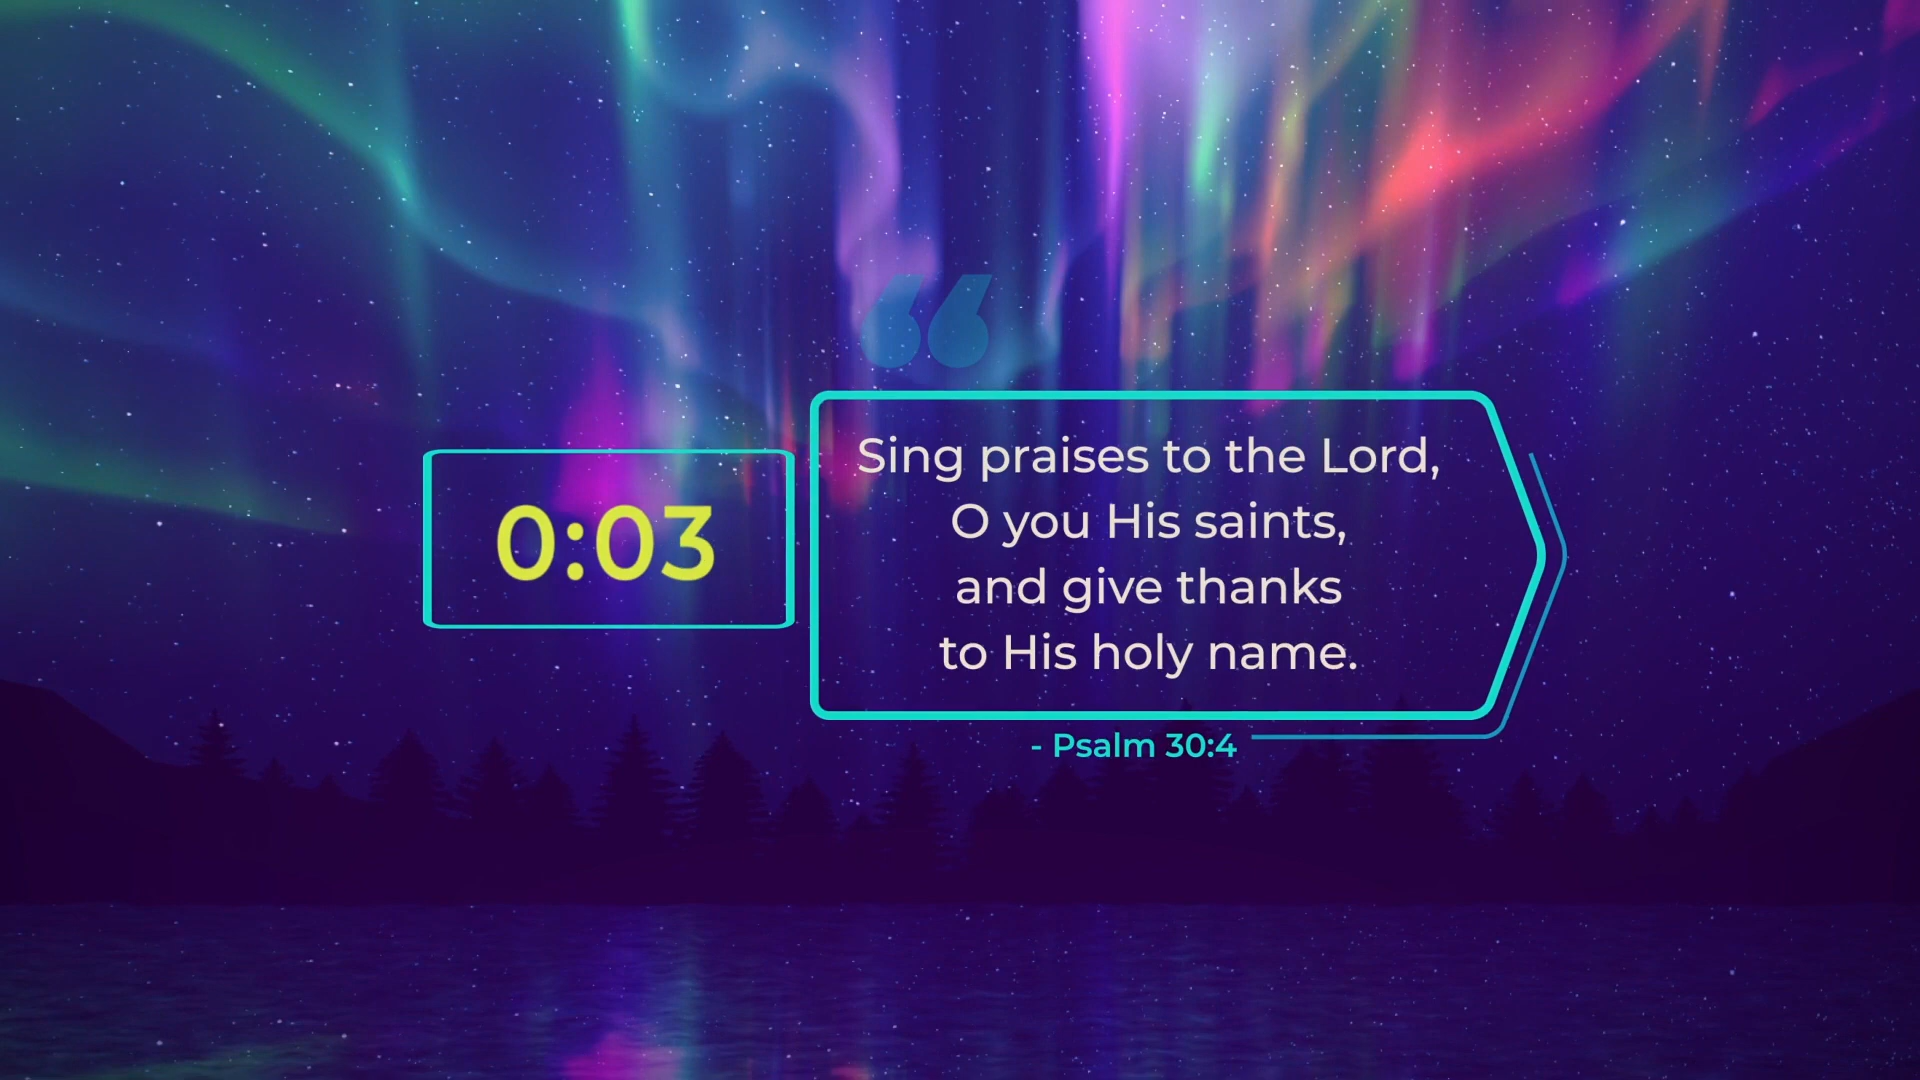 0:03
“
Sing praises to the Lord,
O you His saints,
and give thanks
to His holy name.
- Psalm 30:4